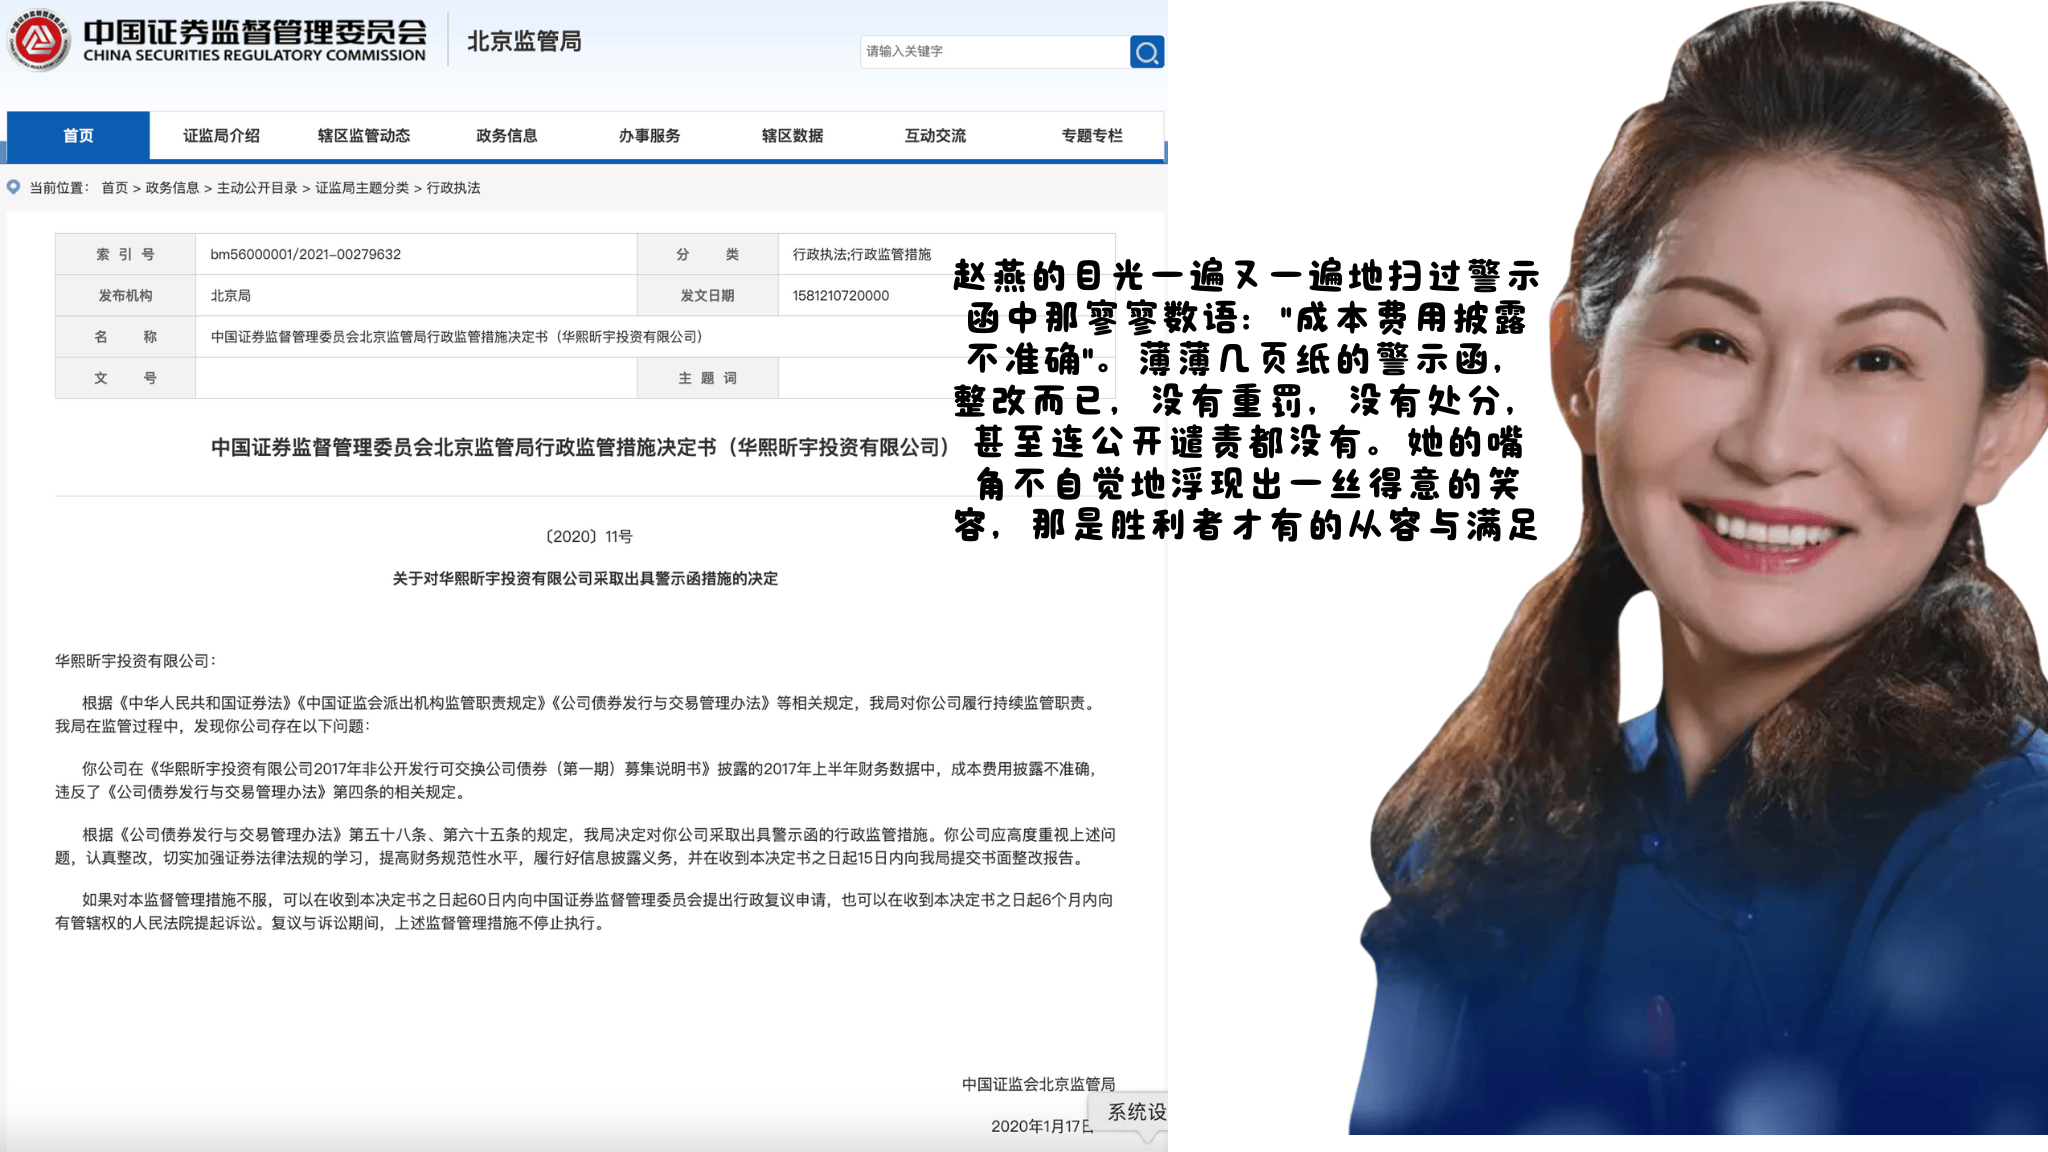 中国证券监督管理委员会
CHINA SECURITIES REGULATORY COMMISSION
北京监管局
请输入关键字
首页 证监局介绍 辖区监管动态 政务信息 办事服务 辖区数据 互动交流 专题专栏
当前位置： 首页 > 政务信息 > 主动公开目录 > 证监局主题分类 > 行政执法
索引号 bm56000001/2021-00279632 分类 行政执法;行政监管措施
发布机构 北京局 发文日期 1581210720000
名称 中国证券监督管理委员会北京监管局行政监管措施决定书（华熙昕宇投资有限公司）
文号 主题词
中国证券监督管理委员会北京监管局行政监管措施决定书（华熙昕宇投资有限公司）
〔2020〕11号
关于对华熙昕宇投资有限公司采取出具警示函措施的决定
华熙昕宇投资有限公司：
根据《中华人民共和国证券法》《中国证监会派出机构监管职责规定》《公司债券发行与交易管理办法》等相关规定，我局对你公司履行持续监管职责。
我局在监管过程中，发现你公司存在以下问题：
你公司在《华熙昕宇投资有限公司2017年非公开发行可交换公司债券（第一期）募集说明书》披露的2017年上半年财务数据中，成本费用披露不准确，
违反了《公司债券发行与交易管理办法》第四条的相关规定。
根据《公司债券发行与交易管理办法》第五十八条、第六十五条的规定，我局决定对你公司采取出具警示函的行政监管措施。你公司应高度重视上述问
题，认真整改，切实加强证券法律法规的学习，提高财务规范性水平，履行好信息披露义务，并在收到本决定书之日起15日内向我局提交书面整改报告。
如果对本监督管理措施不服，可以在收到本决定书之日起60日内向中国证券监督管理委员会提出行政复议申请，也可以在收到本决定书之日起6个月内向
有管辖权的人民法院提起诉讼。复议与诉讼期间，上述监督管理措施不停止执行。
中国证监会北京监管局
2020年1月17日
系统设
赵燕的目光一遍又一遍地扫过警示
函中那寥寥数语："成本费用披露
不准确"。薄薄几页纸的警示函，
整改而已，没有重罚，没有处分，
甚至连公开谴责都没有。她的嘴
角不自觉地浮现出一丝得意的笑
容，那是胜利者才有的从容与满足